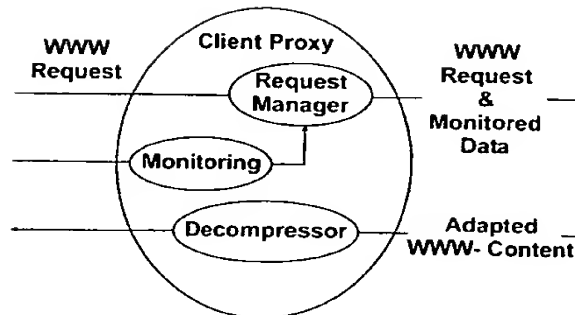 WWW
Request
Client Proxy
Request
Manager
WWW
Request
&
Monitored
Data
Monitoring
Decompressor
Adapted
WWW- Content